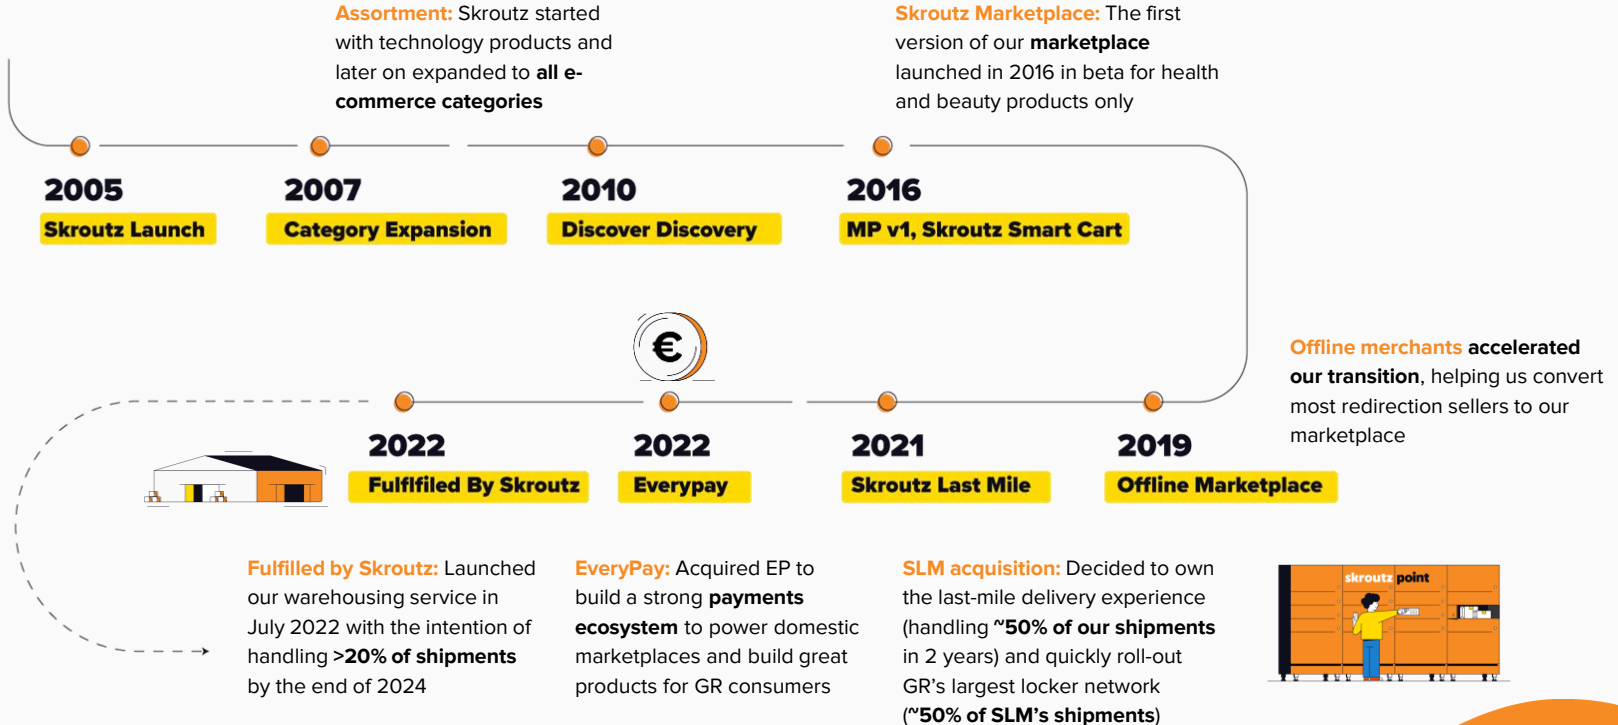 Assortment: Skroutz started
with technology products and
later on expanded to all e-
commerce categories
Skroutz Marketplace: The first
version of our marketplace
launched in 2016 in beta for health
and beauty products only
2005
Skroutz Launch
2007
Category Expansion
2010
Discover Discovery
2016
MP v1, Skroutz Smart Cart
Offline merchants accelerated
our transition, helping us convert
most redirection sellers to our
marketplace
€
2022
Fulflfiled By Skroutz
2022
Everypay
2021
Skroutz Last Mile
2019
Offline Marketplace
Fulfilled by Skroutz: Launched
our warehousing service in
July 2022 with the intention of
handling >20% of shipments
by the end of 2024
EveryPay: Acquired EP to
build a strong payments
ecosystem to power domestic
marketplaces and build great
products for GR consumers
SLM acquisition: Decided to own
the last-mile delivery experience
(handling ~50% of our shipments
in 2 years) and quickly roll-out
GR's largest locker network
(~50% of SLM's shipments)
skroutz point